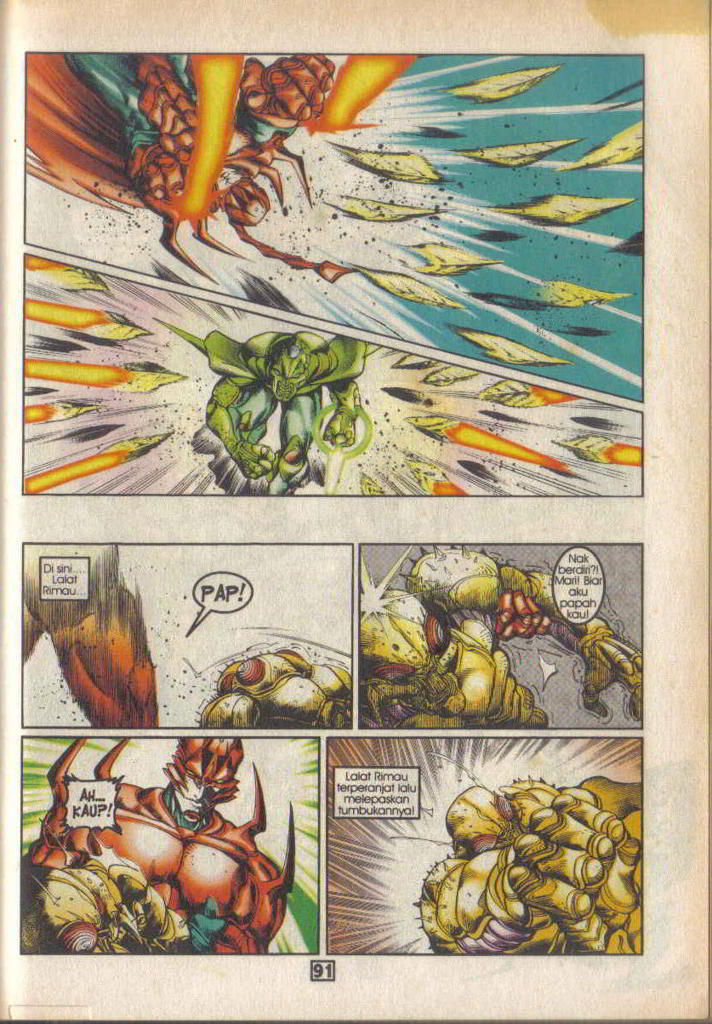 Di sini....
Lalat
Rimau...
PAP!
Nak
berdiri?!
Mari! Biar
aku
papah
kau!
AH...
KAUP!
Lalat Rimau
terperanjat lalu
melepaskan
tumbukannya!
91